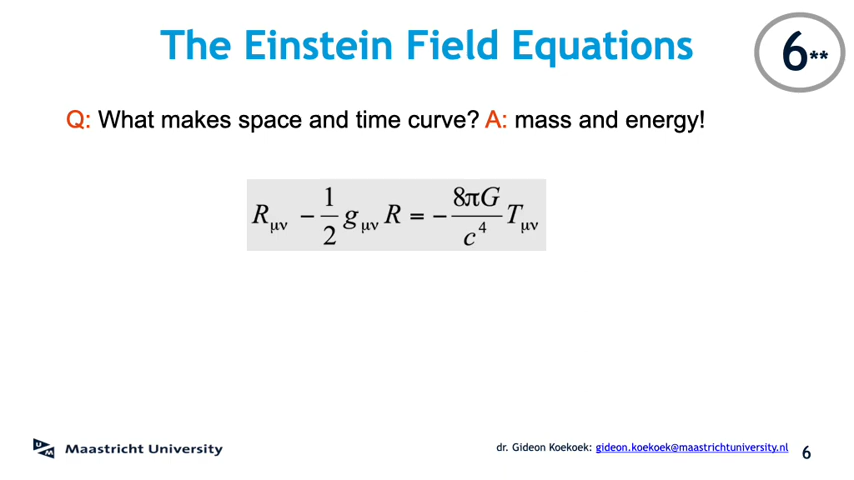 The Einstein Field Equations
6**
Q: What makes space and time curve? A: mass and energy!
R_μν − 1/2 g_μν R = − 8πG/c⁴ T_μν
UM Maastricht University
dr. Gideon Koekoek: gideon.koekoek@maastrichtuniversity.nl
6